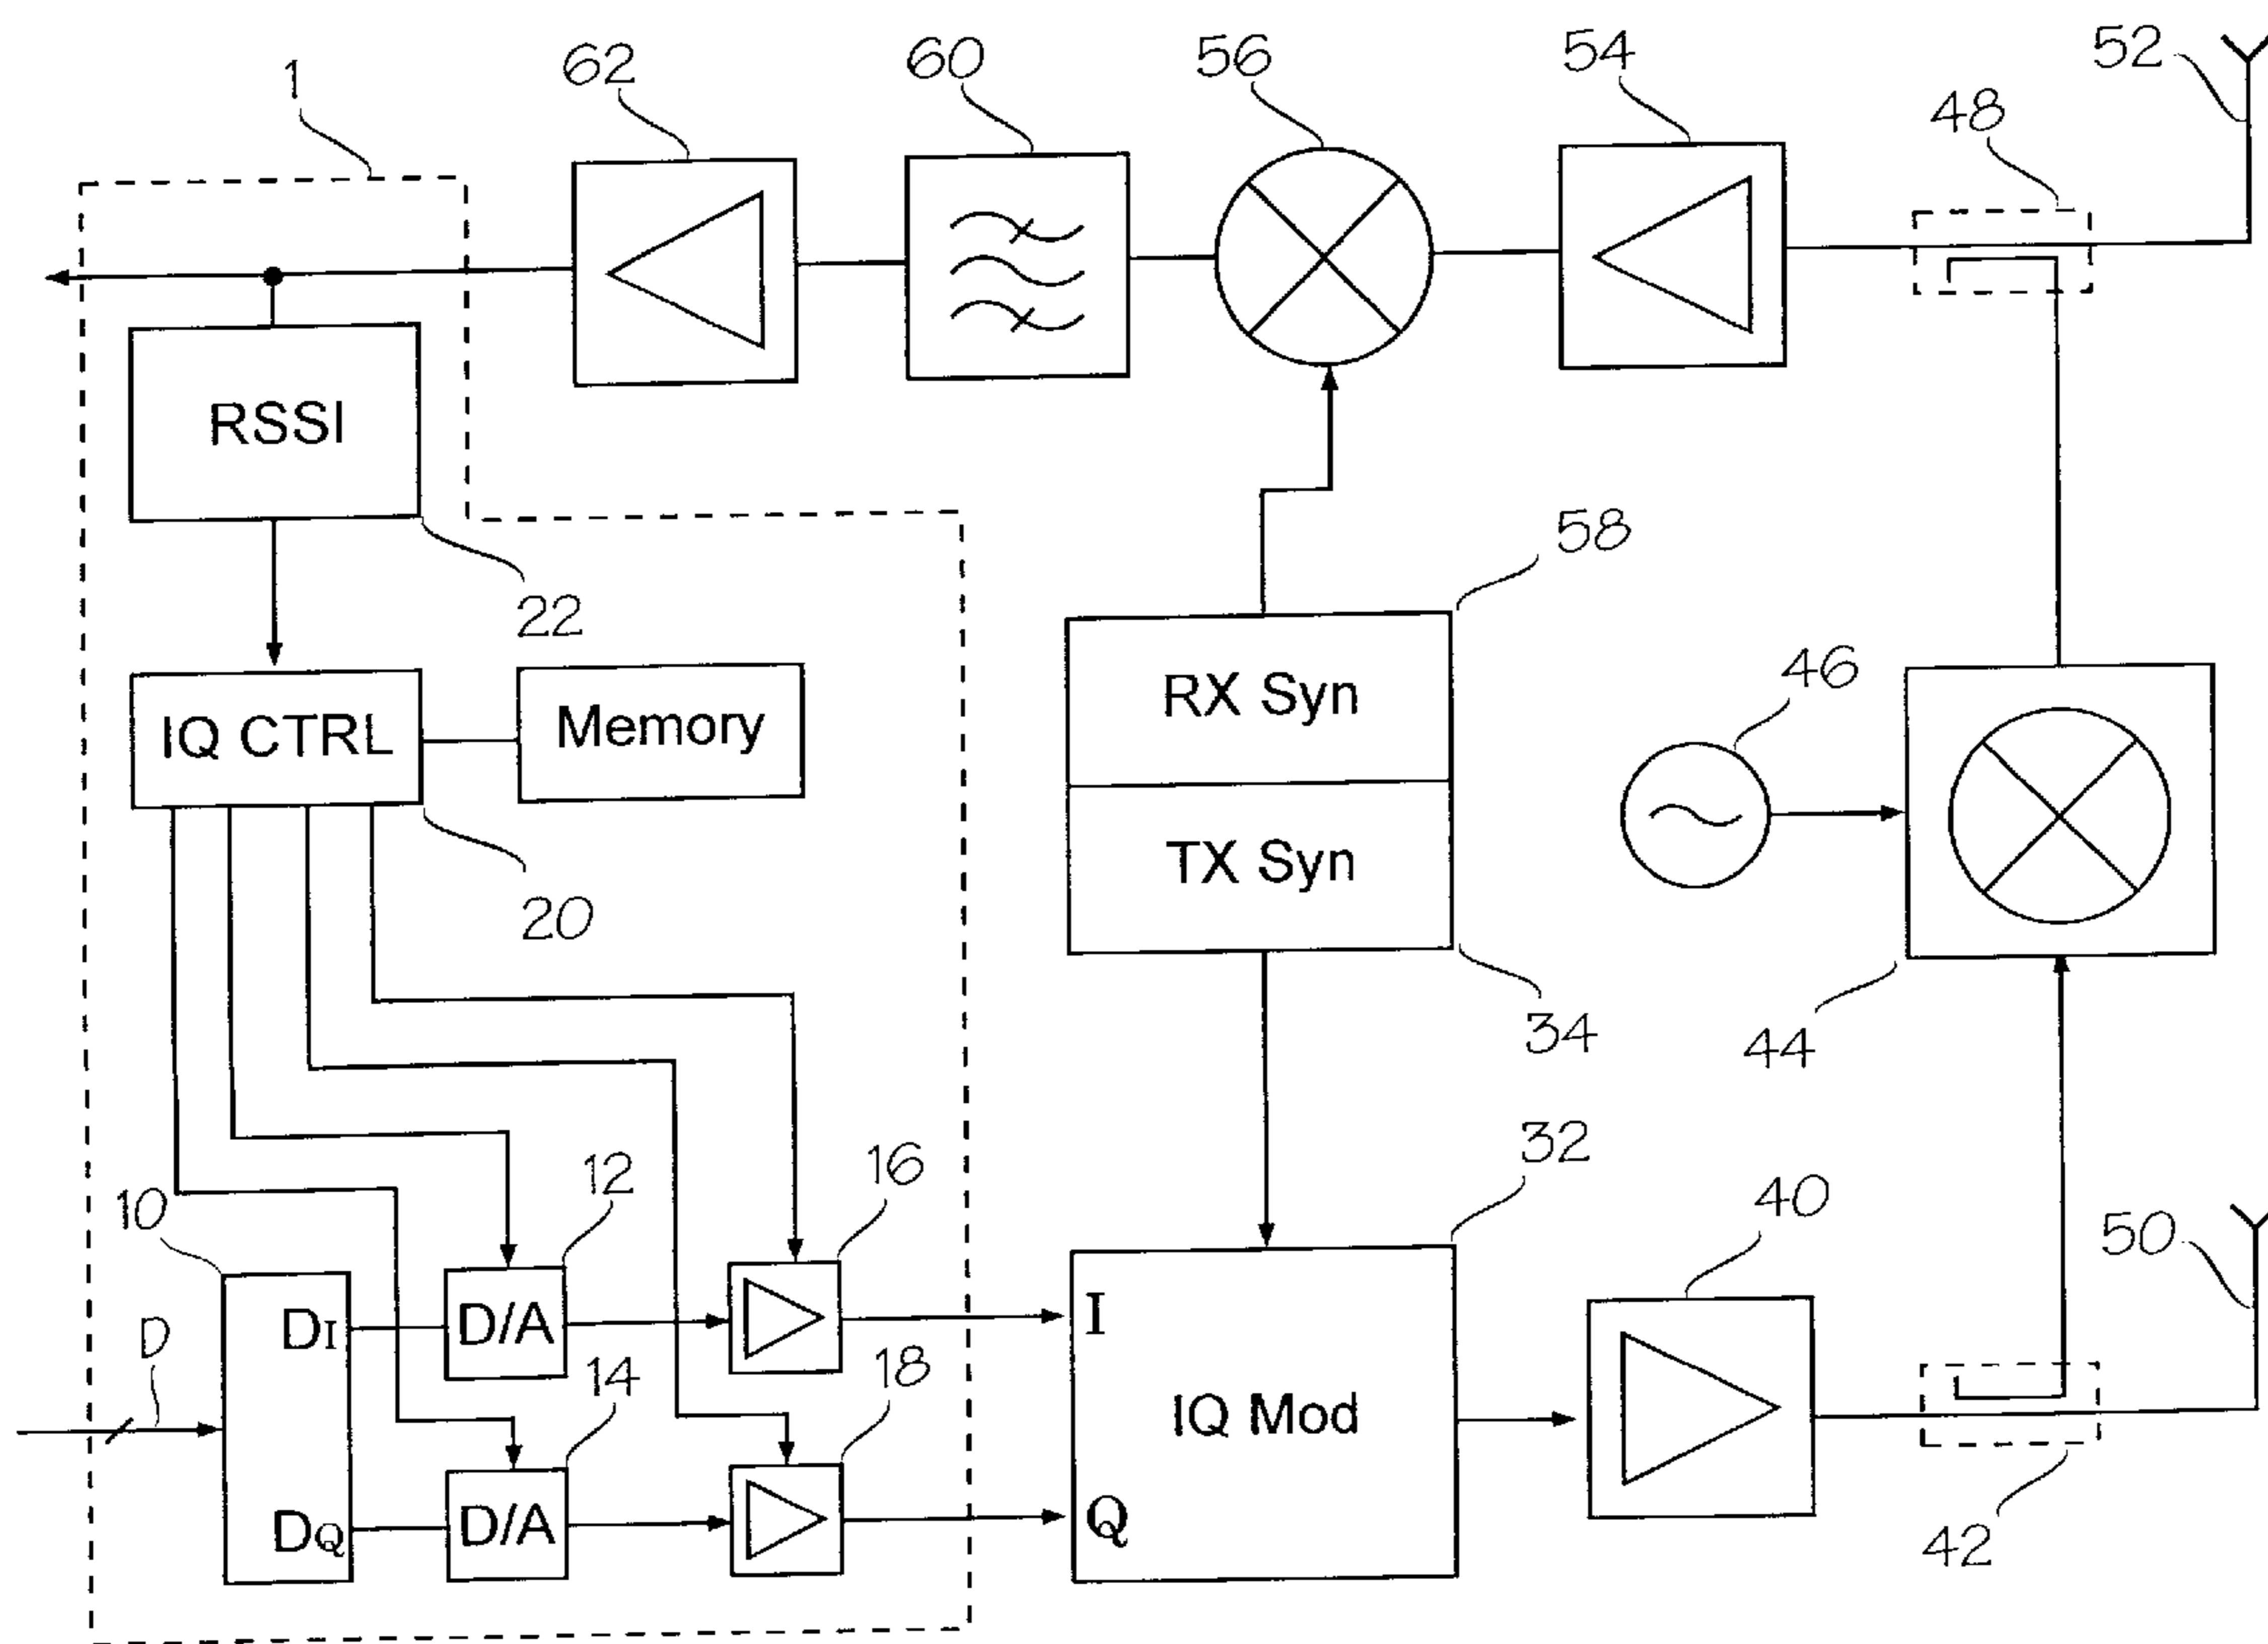 1
62
60
56
54
52
48
RSSI
22
58
IQ CTRL
Memory
RX Syn
46
TX Syn
20
34
44
10
12
16
32
40
50
D
DI
D/A
I
14
18
IQ Mod
DQ
D/A
Q
42